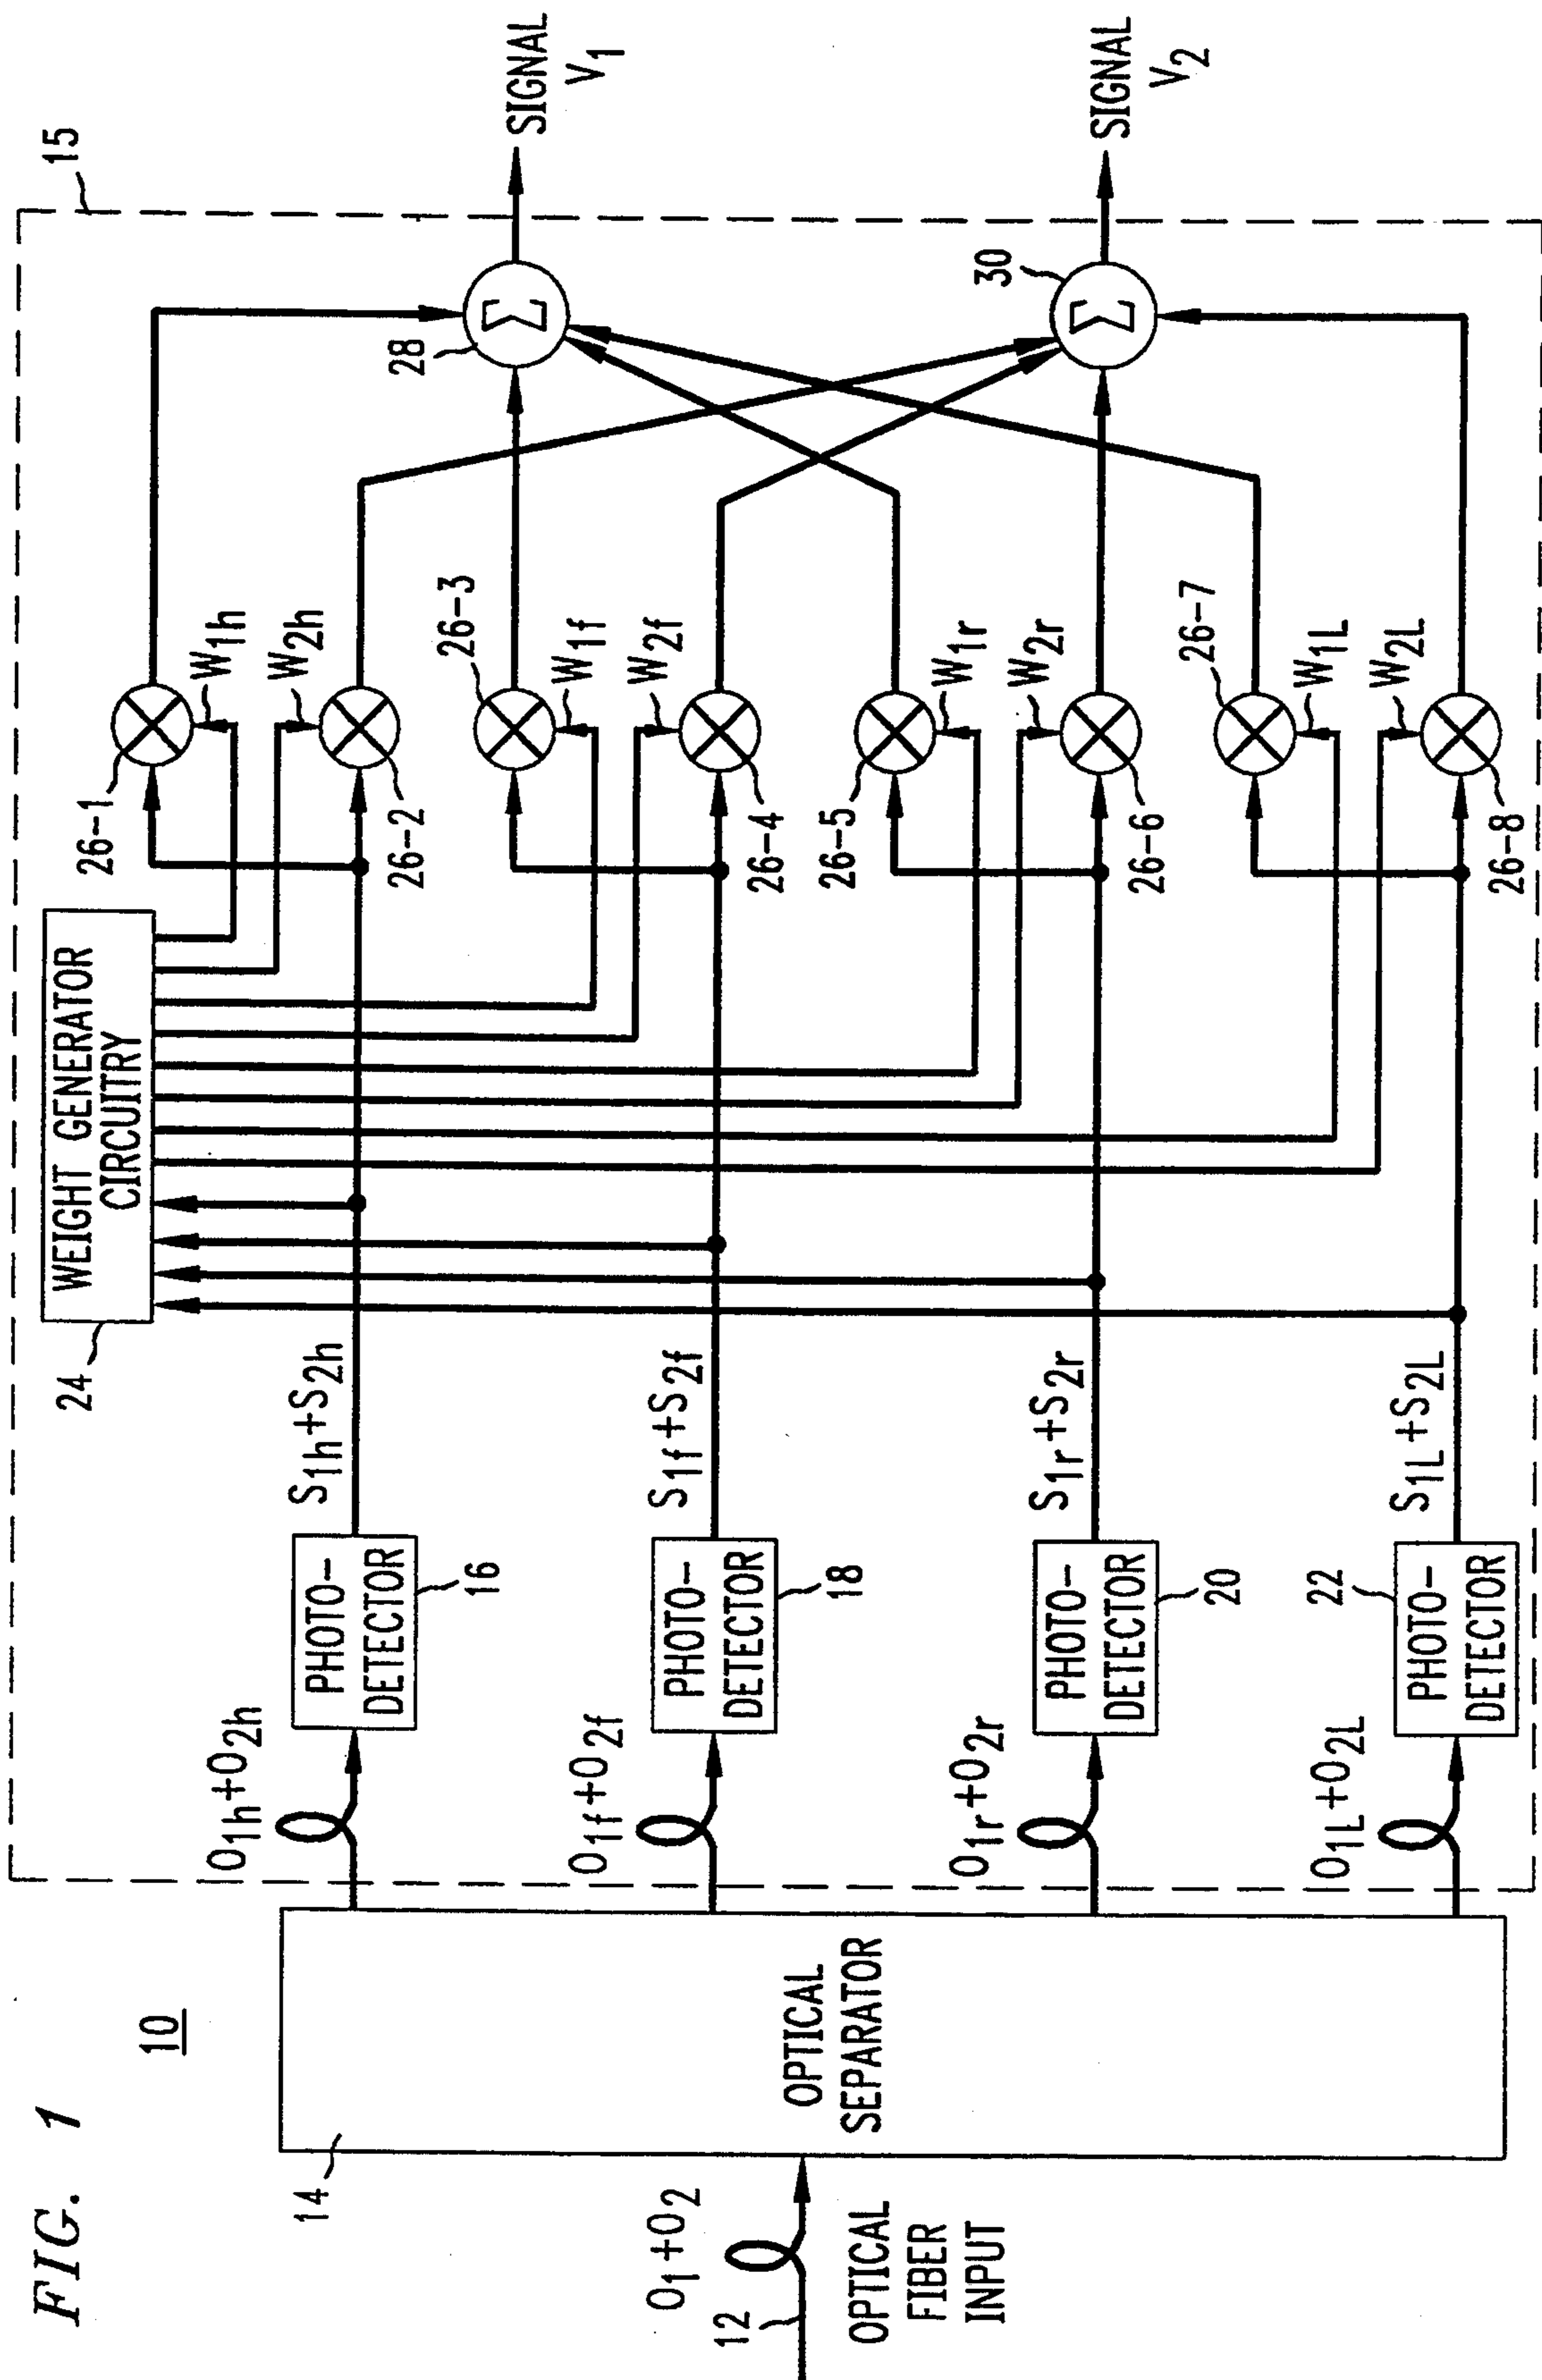 FIG. 1
10
15
24
WEIGHT GENERATOR
CIRCUITRY
26-1
W1h
W2h
26-2
26-3
W1f
W2f
26-4
26-5
W1r
W2r
26-6
26-7
W1L
W2L
26-8
28
Σ
SIGNAL
V1
30
Σ
SIGNAL
V2
O1h+O2h
PHOTO-
DETECTOR
16
S1h+S2h
O1f+O2f
PHOTO-
DETECTOR
18
S1f+S2f
O1r+O2r
PHOTO-
DETECTOR
20
S1r+S2r
O1L+O2L
PHOTO-
DETECTOR
22
S1L+S2L
14
OPTICAL
SEPARATOR
O1+O2
12
OPTICAL
FIBER
INPUT